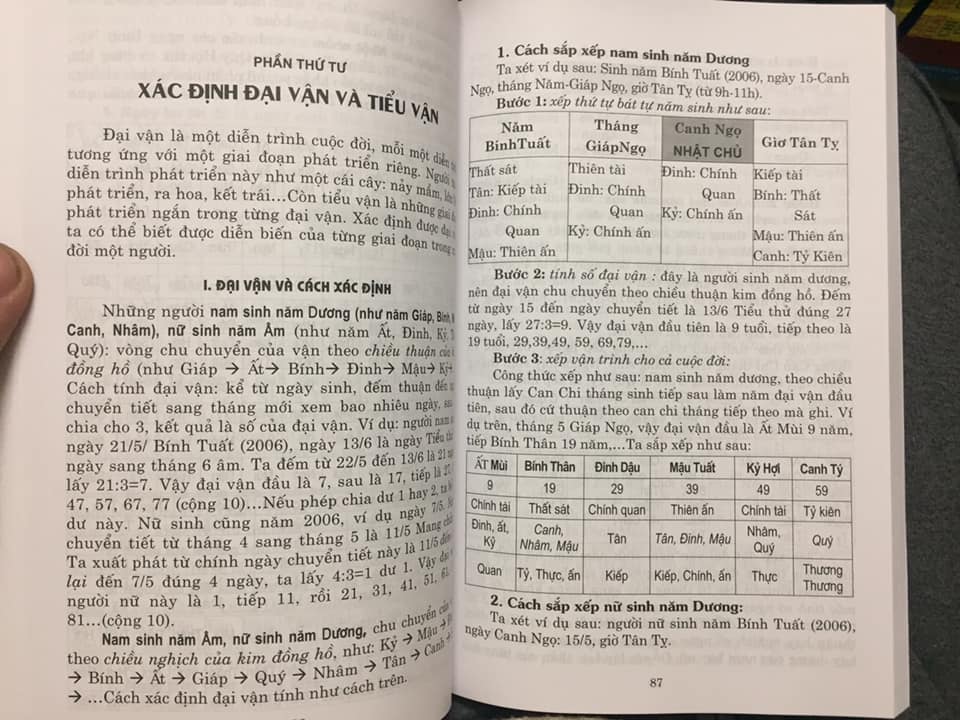 PHẦN THỨ TƯ
XÁC ĐỊNH ĐẠI VẬN VÀ TIỂU VẬN
Đại vận là một diễn trình cuộc đời, mỗi một diễn
tương ứng với một giai đoạn phát triển riêng. Người
diễn trình phát triển này như một cái cây: nảy mầm, lớn
phát triển, ra hoa, kết trái...Còn tiểu vận là những giai
phát triển ngắn trong từng đại vận. Xác định được đại
ta có thể biết được diễn biến của từng giai đoạn trong
đời một người.
I. ĐẠI VẬN VÀ CÁCH XÁC ĐỊNH
Những người nam sinh năm Dương (như năm Giáp, Bính,
Canh, Nhâm), nữ sinh năm Âm (như năm Ất, Đinh, Kỷ,
Quý): vòng chu chuyển của vận theo chiều thuận của
đồng hồ (như Giáp → Ất→ Bính→ Đinh→ Mậu→ Kỷ→
Cách tính đại vận: kể từ ngày sinh, đếm thuận đến
chuyển tiết sang tháng mới xem bao nhiêu ngày, sau
chia cho 3, kết quả là số của đại vận. Ví dụ: người nam
ngày 21/5/ Bính Tuất (2006), ngày 13/6 là ngày Tiểu
ngày sang tháng 6 âm. Ta đếm từ 22/5 đến 13/6 là 21
lấy 21:3=7. Vậy đại vận đầu là 7, sau là 17, tiếp là 27,
47, 57, 67, 77 (cộng 10)...Nếu phép chia dư 1 hay 2, ta
dư này. Nữ sinh cũng năm 2006, ví dụ ngày 7/5.
chuyển tiết từ tháng 4 sang tháng 5 là 11/5 Mang
Ta xuất phát từ chính ngày chuyển tiết này là 11/5
lại đến 7/5 đúng 4 ngày, ta lấy 4:3=1 dư 1. Vậy đại
người nữ này là 1, tiếp 11, rồi 21, 31, 41, 51, 61,
81...(cộng 10).
Nam sinh năm Âm, nữ sinh năm Dương, chu chuyển của
theo chiều nghịch của kim đồng hồ, như: Kỷ → Mậu →
→ Bính → Ất → Giáp → Quý → Nhâm → Tân → Canh →
→ ...Cách xác định đại vận tính như cách trên.
1. Cách sắp xếp nam sinh năm Dương
Ta xét ví dụ sau: Sinh năm Bính Tuất (2006), ngày 15-Canh
Ngọ, tháng Năm-Giáp Ngọ, giờ Tân Tỵ (từ 9h-11h).
Bước 1: xếp thứ tự bát tự năm sinh như sau:
Năm Tháng Canh Ngọ Giờ Tân Tỵ
BínhTuất GiápNgọ NHẬT CHỦ
Thất sát Thiên tài Đinh: Chính Kiếp tài
Tân: Kiếp tài Đinh: Chính Quan Bính: Thất
Đinh: Chính Quan Kỷ: Chính ấn Sát
Quan Kỷ: Chính ấn Mậu: Thiên ấn
Mậu: Thiên ấn Canh: Tỷ Kiên
Bước 2: tính số đại vận : đây là người sinh năm dương,
nên đại vận chu chuyển theo chiều thuận kim đồng hồ. Đếm
từ ngày 15 đến ngày chuyển tiết là 13/6 Tiểu thử đúng 27
ngày, lấy 27:3=9. Vậy đại vận đầu tiên là 9 tuổi, tiếp theo là
19 tuổi, 29,39,49, 59, 69, 79,...
Bước 3: xếp vận trình cho cả cuộc đời:
Công thức xếp như sau: nam sinh năm dương, theo chiều
thuận lấy Can Chi tháng sinh tiếp sau làm năm đại vận đầu
tiên, sau đó cứ thuận theo can chi tháng tiếp theo mà ghi. Ví
dụ trên, tháng 5 Giáp Ngọ, vậy đại vận đầu là Ất Mùi 9 năm,
tiếp Bính Thân 19 năm,...Ta sắp xếp như sau:
ẤT Mùi Bính Thân Đinh Dậu Mậu Tuất Kỷ Hợi Canh Tý
9 19 29 39 49 59
Chính tài Thất sát Chính quan Thiên ấn Chính tài Tỷ kiên
Đinh, ất, Canh, Tân Tân, Đinh, Mậu Nhâm, Quý
Kỷ Nhâm, Mậu Quý
Quan Tỷ, Thực, ấn Kiếp Kiếp, Chính, ấn Thực Thương
Thương
2. Cách sắp xếp nữ sinh năm Dương:
Ta xét ví dụ sau: người nữ sinh năm Bính Tuất (2006),
ngày Canh Ngọ: 15/5, giờ Tân Tỵ.
87